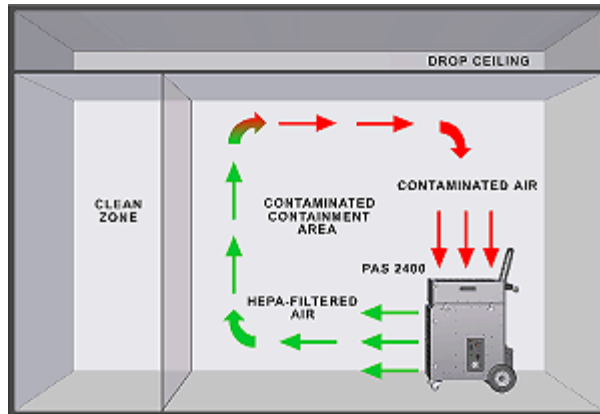 DROP CEILING
CLEAN
ZONE
CONTAMINATED
CONTAINMENT
AREA
CONTAMINATED AIR
PAS 2400
HEPA-FILTERED
AIR